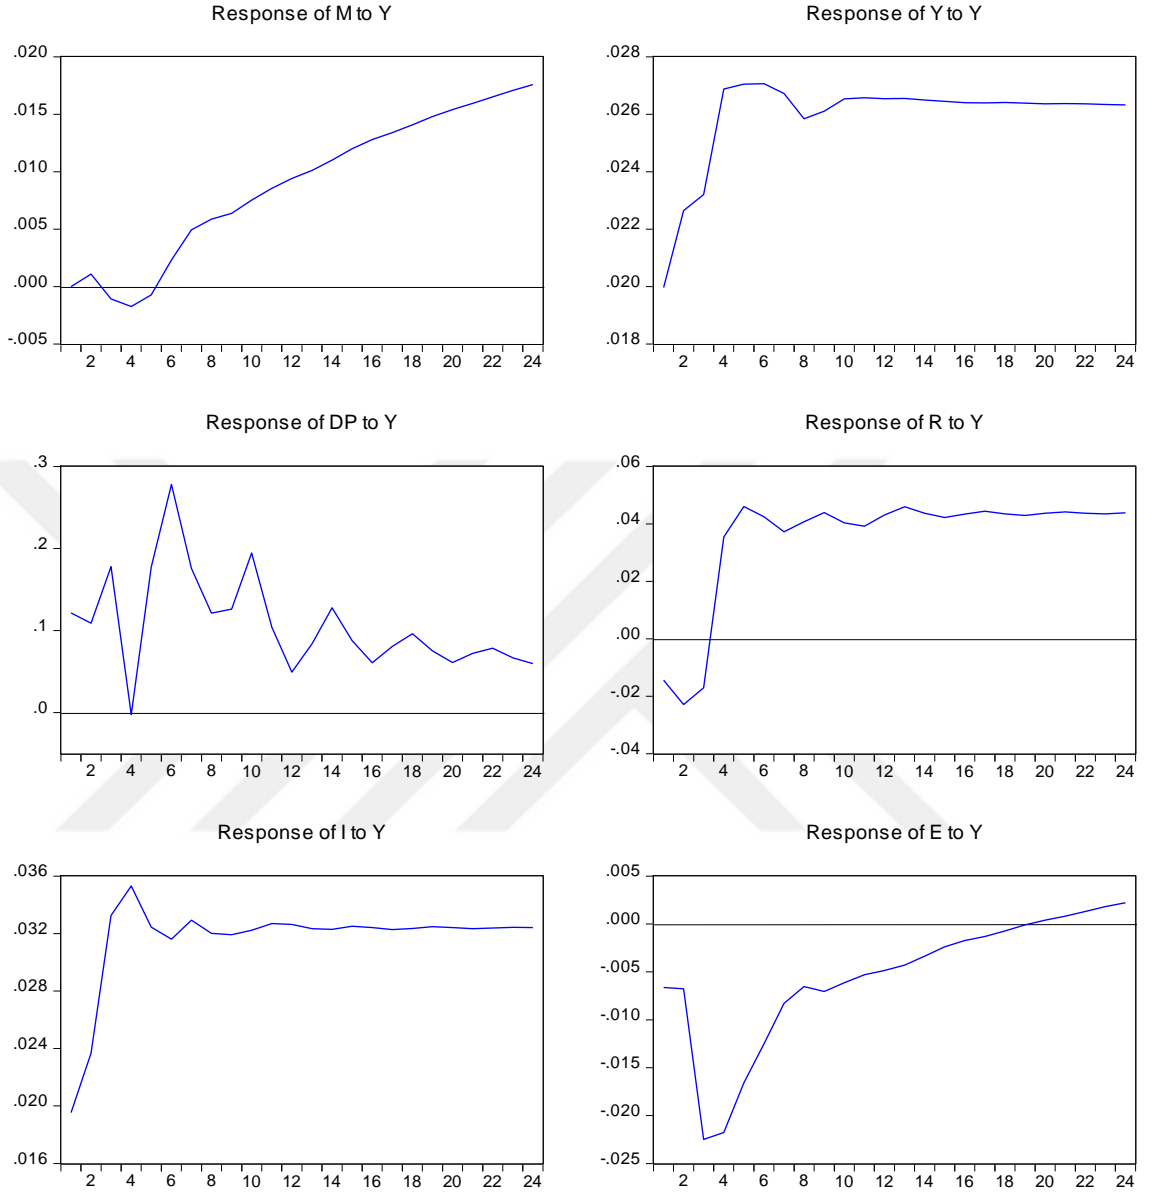 Response of M to Y
.020
.015
.010
.005
.000
-.005
2 4 6 8 10 12 14 16 18 20 22 24
Response of Y to Y
.028
.026
.024
.022
.020
.018
2 4 6 8 10 12 14 16 18 20 22 24
Response of DP to Y
.3
.2
.1
.0
2 4 6 8 10 12 14 16 18 20 22 24
Response of R to Y
.06
.04
.02
.00
-.02
-.04
2 4 6 8 10 12 14 16 18 20 22 24
Response of I to Y
.036
.032
.028
.024
.020
.016
2 4 6 8 10 12 14 16 18 20 22 24
Response of E to Y
.005
.000
-.005
-.010
-.015
-.020
-.025
2 4 6 8 10 12 14 16 18 20 22 24